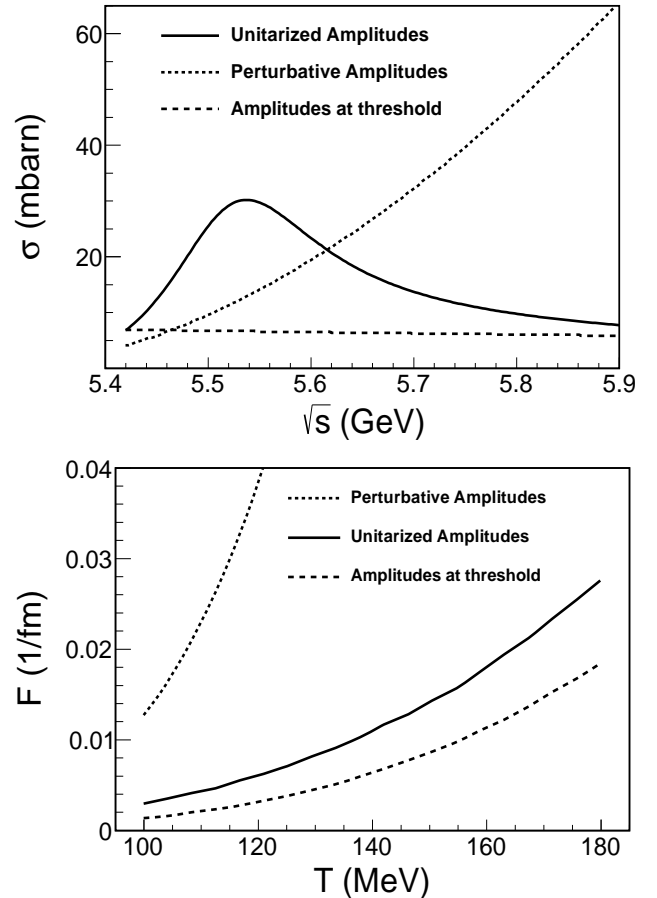 60
40
20
σ (mbarn)
Unitarized Amplitudes
Perturbative Amplitudes
Amplitudes at threshold
5.4 5.5 5.6 5.7 5.8 5.9
√s (GeV)
0.04
0.03
0.02
0.01
0
F (1/fm)
Perturbative Amplitudes
Unitarized Amplitudes
Amplitudes at threshold
100 120 140 160 180
T (MeV)